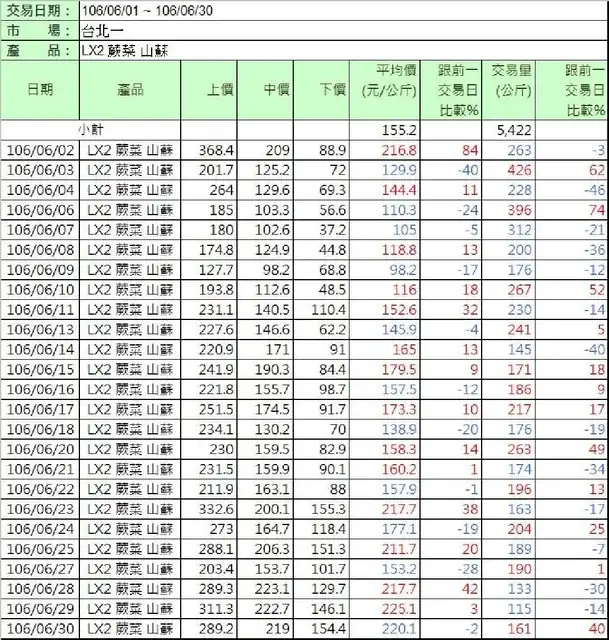 交易日期： 106/06/01 ~ 106/06/30
市 場： 台北一
產 品： LX2 蕨菜 山蘇
日期 產品 上價 中價 下價 平均價(元/公斤) 跟前一交易日比較% 交易量(公斤) 跟前一交易日比較%
小計 155.2 5,422
106/06/02 LX2 蕨菜 山蘇 368.4 209 88.9 216.8 84 263 -3
106/06/03 LX2 蕨菜 山蘇 201.7 125.2 72 129.9 -40 426 62
106/06/04 LX2 蕨菜 山蘇 264 129.6 69.3 144.4 11 228 -46
106/06/06 LX2 蕨菜 山蘇 185 103.3 56.6 110.3 -24 396 74
106/06/07 LX2 蕨菜 山蘇 180 102.6 37.2 105 -5 312 -21
106/06/08 LX2 蕨菜 山蘇 174.8 124.9 44.8 118.8 13 200 -36
106/06/09 LX2 蕨菜 山蘇 127.7 98.2 68.8 98.2 -17 176 -12
106/06/10 LX2 蕨菜 山蘇 193.8 112.6 48.5 116 18 267 52
106/06/11 LX2 蕨菜 山蘇 231.1 140.5 110.4 152.6 32 230 -14
106/06/13 LX2 蕨菜 山蘇 227.6 146.6 62.2 145.9 -4 241 5
106/06/14 LX2 蕨菜 山蘇 220.9 171 91 165 13 145 -40
106/06/15 LX2 蕨菜 山蘇 241.9 190.3 84.4 179.5 9 171 18
106/06/16 LX2 蕨菜 山蘇 221.8 155.7 98.7 157.5 -12 186 9
106/06/17 LX2 蕨菜 山蘇 251.5 174.5 91.7 173.3 10 217 17
106/06/18 LX2 蕨菜 山蘇 234.1 130.2 70 138.9 -20 176 -19
106/06/20 LX2 蕨菜 山蘇 230 159.5 82.9 158.3 14 263 49
106/06/21 LX2 蕨菜 山蘇 231.5 159.9 90.1 160.2 1 174 -34
106/06/22 LX2 蕨菜 山蘇 211.9 163.1 88 157.9 -1 196 13
106/06/23 LX2 蕨菜 山蘇 332.6 200.1 155.3 217.7 38 163 -17
106/06/24 LX2 蕨菜 山蘇 273 164.7 118.4 177.1 -19 204 25
106/06/25 LX2 蕨菜 山蘇 288.1 206.3 151.3 211.7 20 189 -7
106/06/27 LX2 蕨菜 山蘇 203.4 153.7 101.7 153.2 -28 190 1
106/06/28 LX2 蕨菜 山蘇 289.3 223.1 129.7 217.7 42 133 -30
106/06/29 LX2 蕨菜 山蘇 311.3 222.7 146.1 225.1 3 115 -14
106/06/30 LX2 蕨菜 山蘇 289.2 219 154.4 220.1 -2 161 40